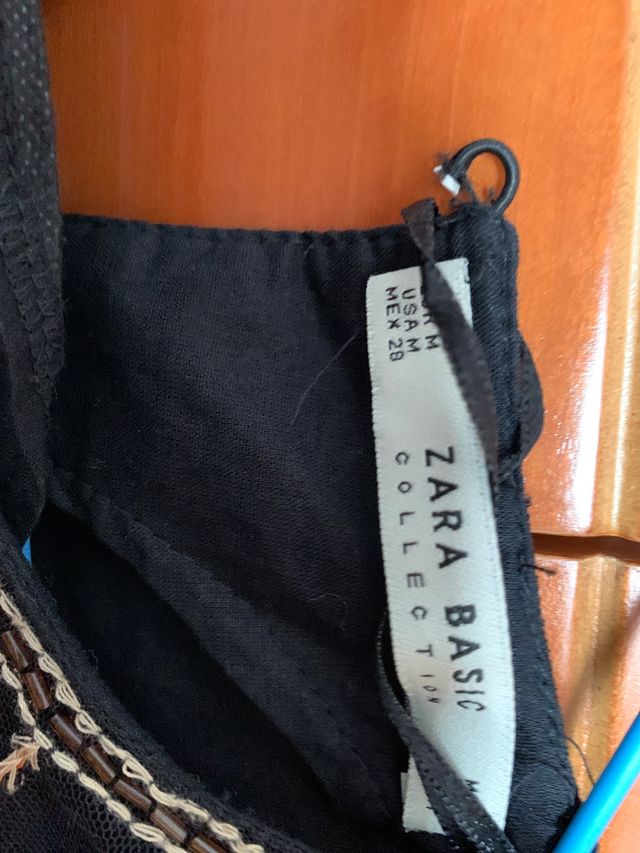 M
USA M
MEX 28
ZARA BASIC
COLLECTION
M